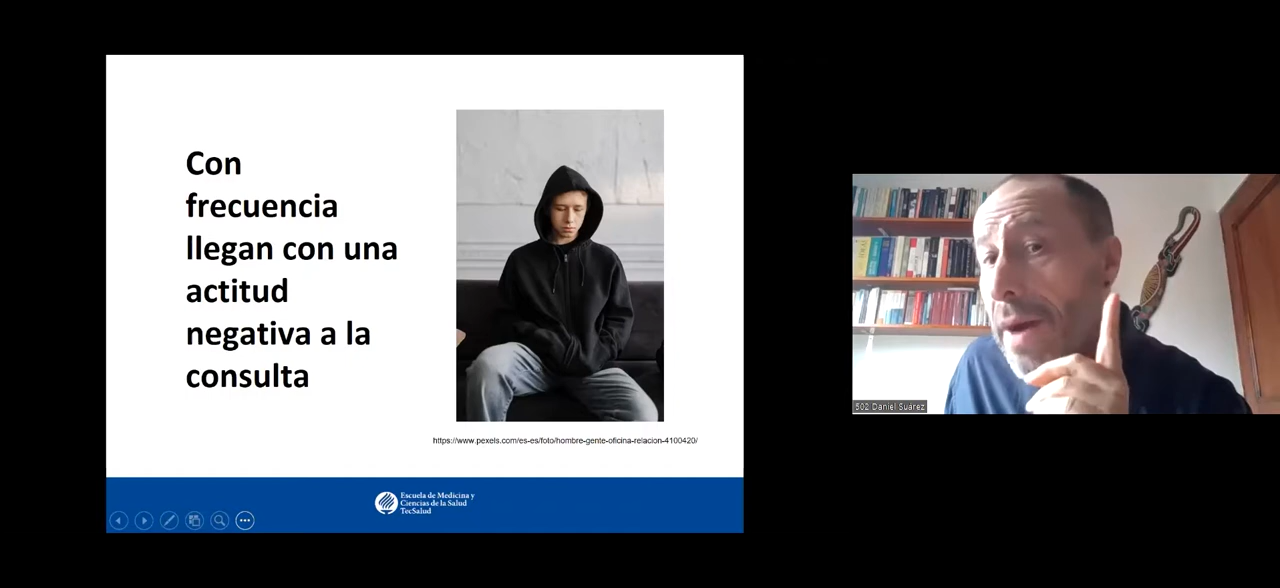 Con
frecuencia
llegan con una
actitud
negativa a la
consulta
https://www.pexels.com/es-es/foto/hombre-gente-oficina-relacion-4100420/
Escuela de Medicina y
Ciencias de la Salud
TecSalud
502 Daniel Suárez